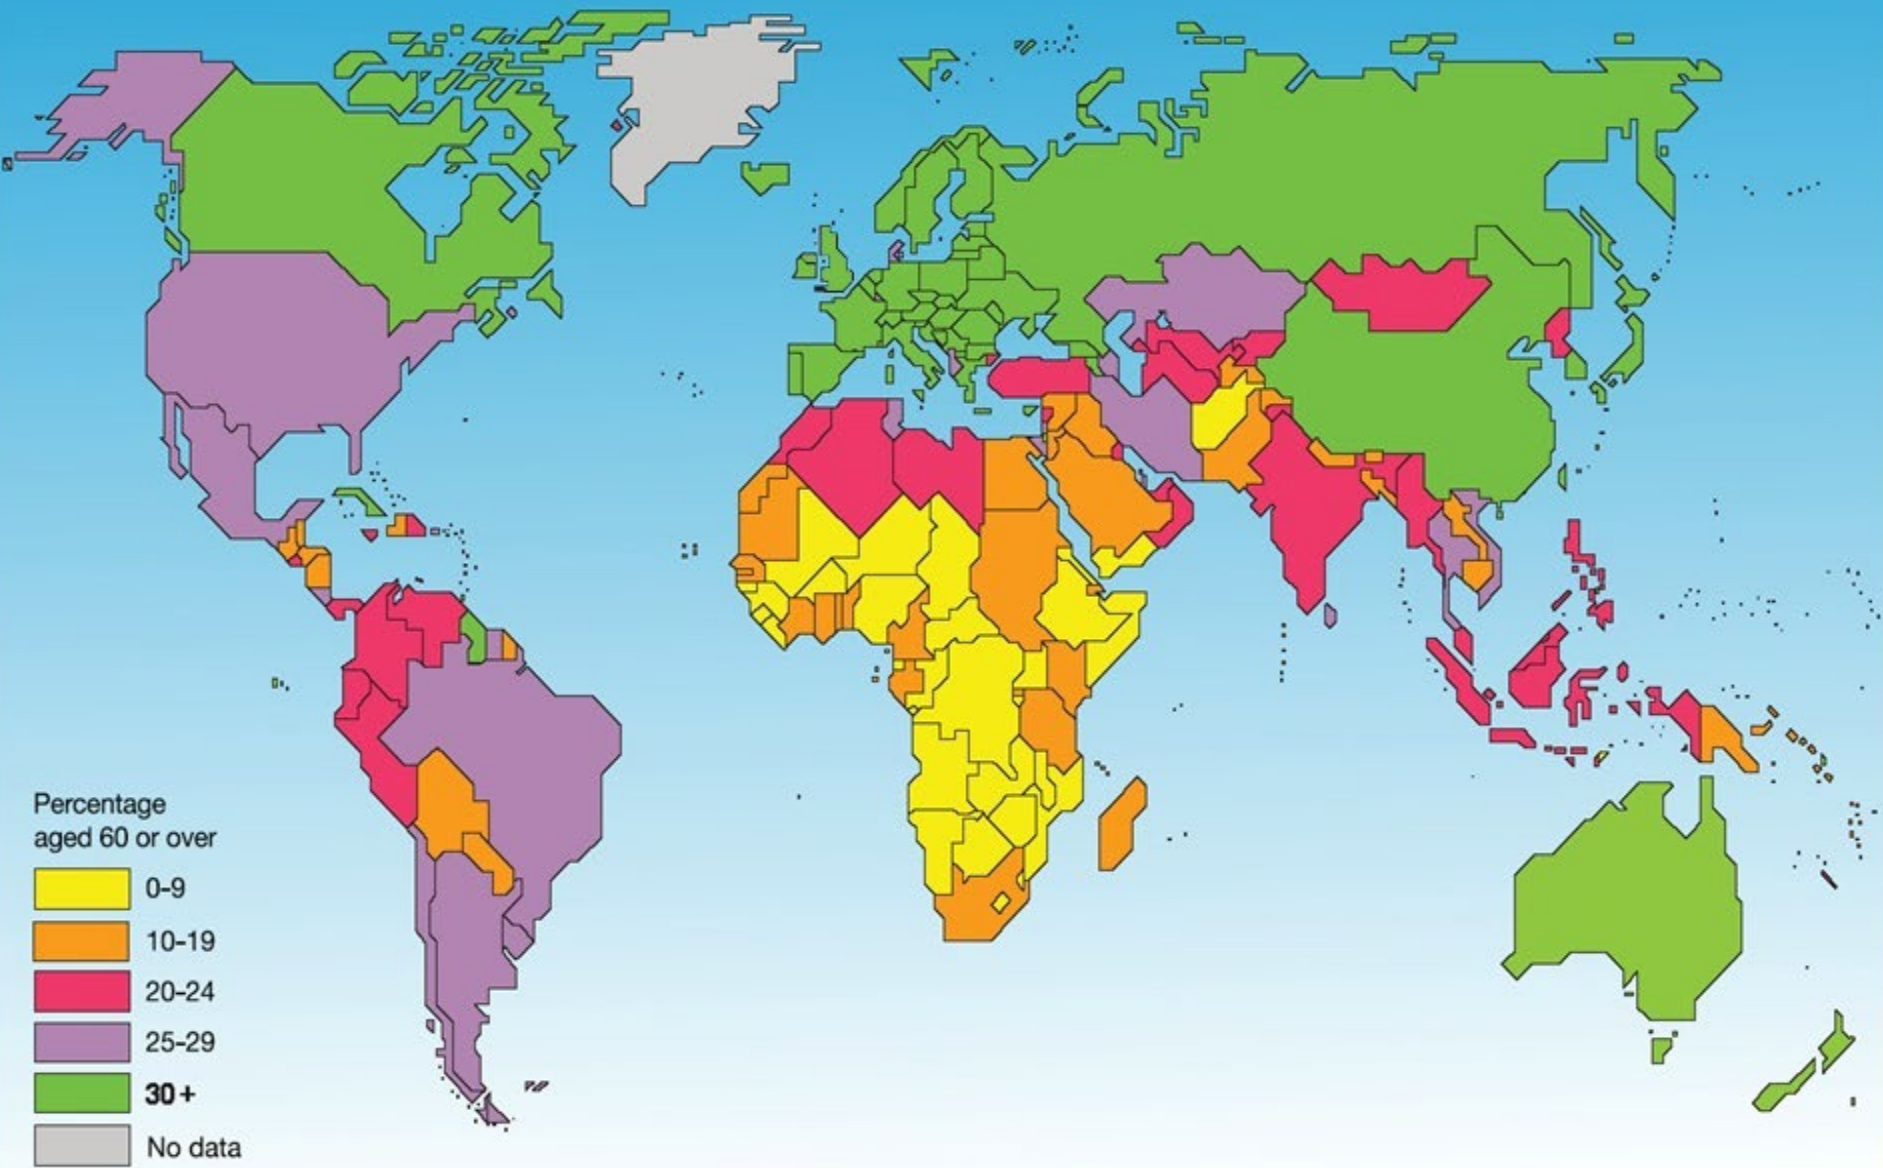 Percentage
aged 60 or over
0-9
10-19
20-24
25-29
30+
No data